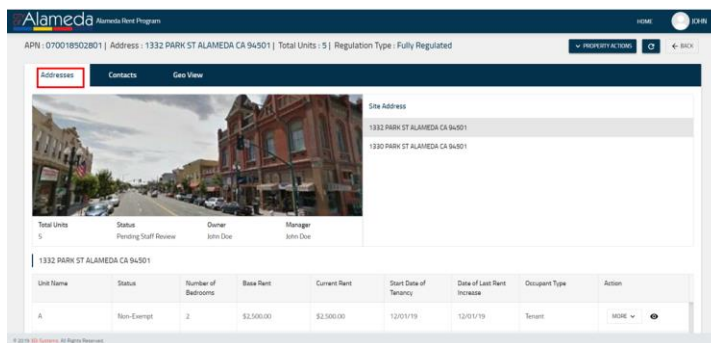 Alameda Alameda Rent Program HOME JOHN
APN : 070018502801 | Address : 1332 PARK ST ALAMEDA CA 94501 | Total Units : 5 | Regulation Type : Fully Regulated PROPERTY ACTIONS BACK
Addresses Contacts Geo View
Site Address
1332 PARK ST ALAMEDA CA 94501
1330 PARK ST ALAMEDA CA 94501
Total Units Status Owner Manager
5 Pending Staff Review John Doe John Doe
1332 PARK ST ALAMEDA CA 94501
Unit Name Status Number of Bedrooms Base Rent Current Rent Start Date of Tenancy Date of Last Rent Increase Occupant Type Action
A Non-Exempt 2 $2,500.00 $2,500.00 12/01/19 12/01/19 Tenant MORE
© 2019, 3Di Systems. All Rights Reserved.